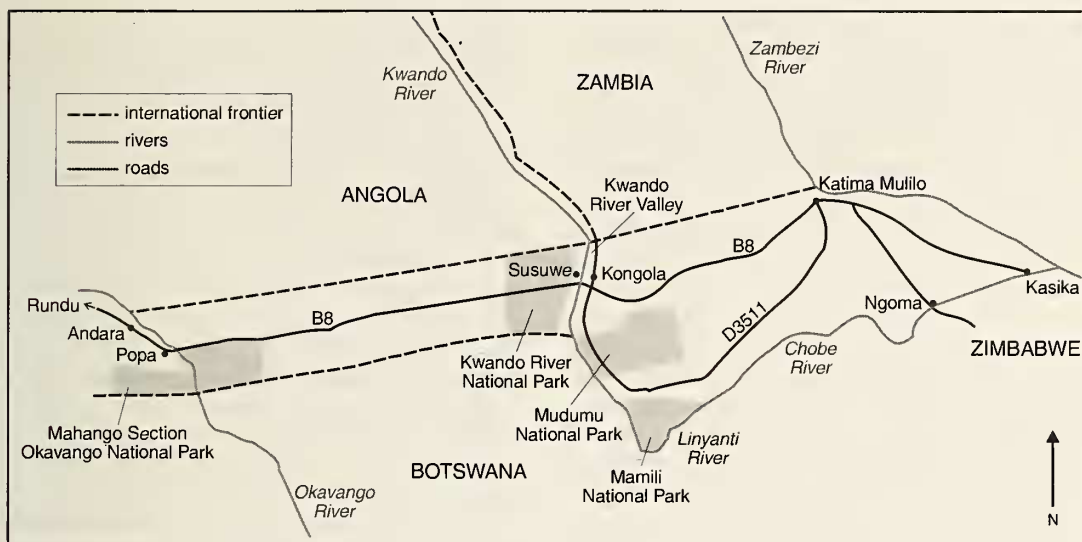 international frontier
rivers
roads
Kwando
River
ZAMBIA
Zambezi
River
ANGOLA
Kwando
River Valley
Katima Mulilo
B8
Susuwe
Kongola
Rundu
Andara
Popa
B8
D3511
Ngoma
Kasika
ZIMBABWE
Chobe
River
Kwando River
National Park
Mudumu
National Park
Mahango Section
Okavango National Park
Linyanti
River
BOTSWANA
Mamili
National Park
Okavango
River
N